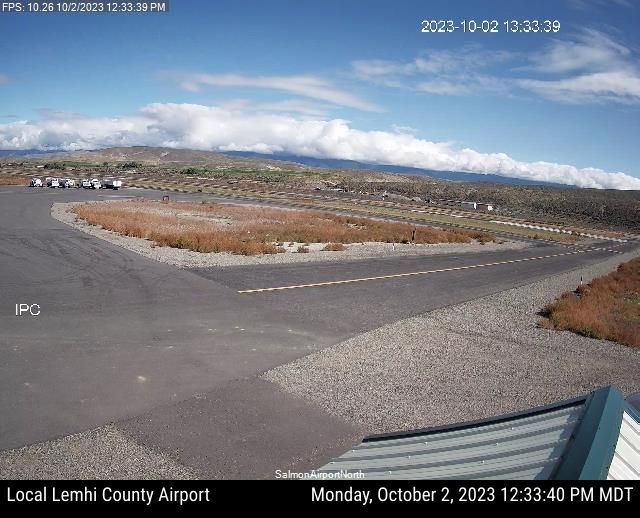 FPS: 10.26 10/2/2023 12:33:39 PM
2023-10-02 13:33:39
IPC
SalmonAirportNorth
Local Lemhi County Airport Monday, October 2, 2023 12:33:40 PM MDT